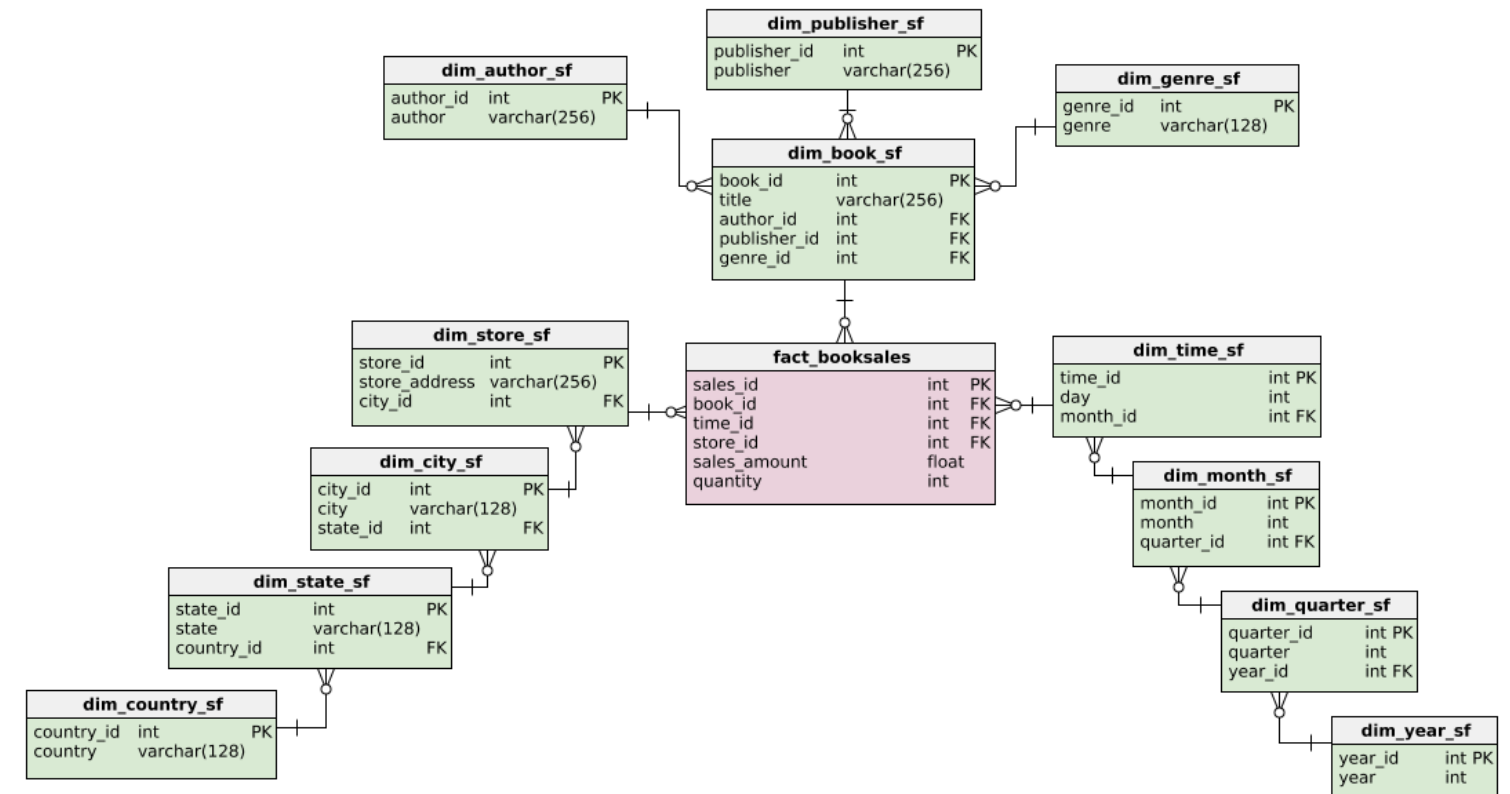 dim_publisher_sf
publisher_id int PK
publisher varchar(256)
dim_author_sf
author_id int PK
author varchar(256)
dim_genre_sf
genre_id int PK
genre varchar(128)
dim_book_sf
book_id int PK
title varchar(256)
author_id int FK
publisher_id int FK
genre_id int FK
dim_store_sf
store_id int PK
store_address varchar(256)
city_id int FK
fact_booksales
sales_id int PK
book_id int FK
time_id int FK
store_id int FK
sales_amount float
quantity int
dim_time_sf
time_id int PK
day int
month_id int FK
dim_city_sf
city_id int PK
city varchar(128)
state_id int FK
dim_month_sf
month_id int PK
month int
quarter_id int FK
dim_state_sf
state_id int PK
state varchar(128)
country_id int FK
dim_quarter_sf
quarter_id int PK
quarter int
year_id int FK
dim_country_sf
country_id int PK
country varchar(128)
dim_year_sf
year_id int PK
year int